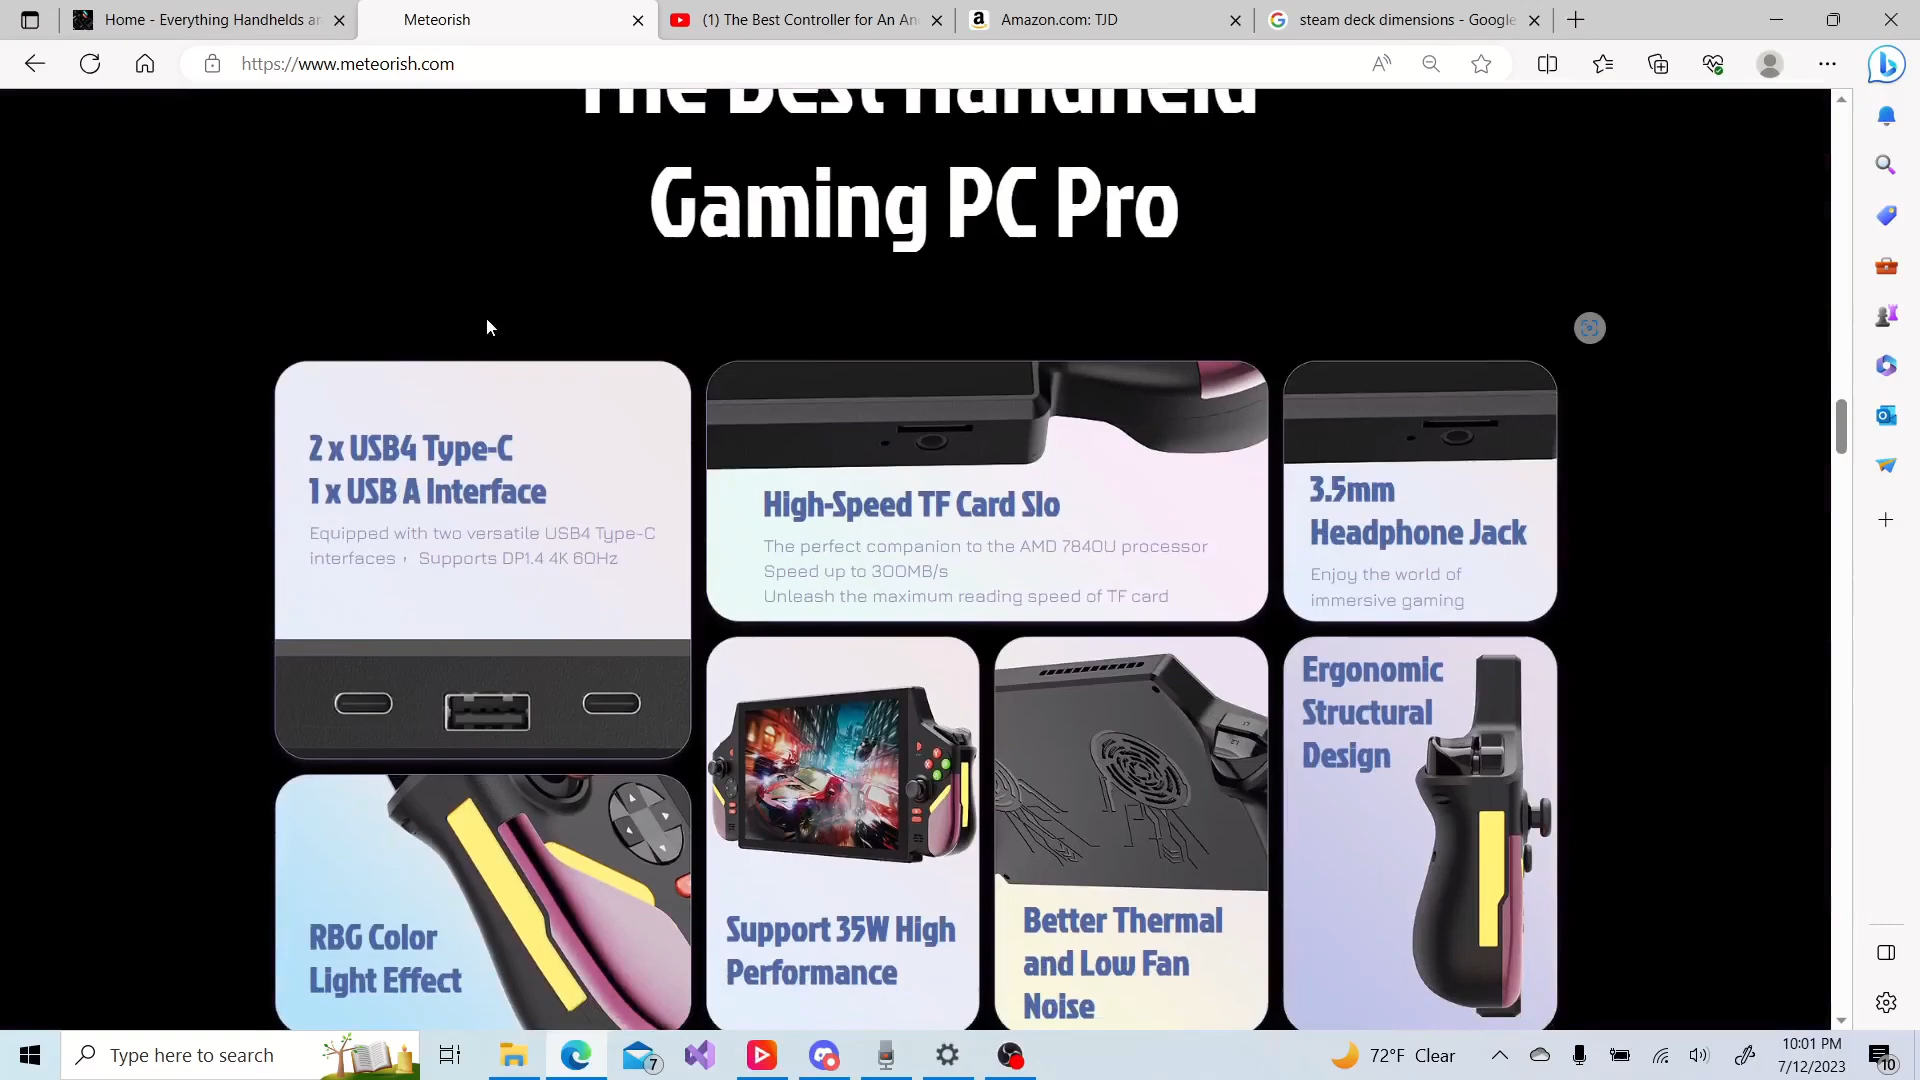 Home - Everything Handhelds ar
Meteorish
(1) The Best Controller for An An
Amazon.com: TJD
steam deck dimensions - Google
https://www.meteorish.com
The Best Handheld
Gaming PC Pro
2 x USB4 Type-C
1 x USB A Interface
Equipped with two versatile USB4 Type-C
interfaces， Supports DP1.4 4K 60Hz
High-Speed TF Card Slo
The perfect companion to the AMD 7840U processor
Speed up to 300MB/s
Unleash the maximum reading speed of TF card
3.5mm
Headphone Jack
Enjoy the world of
immersive gaming
RBG Color
Light Effect
Support 35W High
Performance
Better Thermal
and Low Fan
Noise
Ergonomic
Structural
Design
Type here to search
7
72°F Clear
10:01 PM
7/12/2023
10